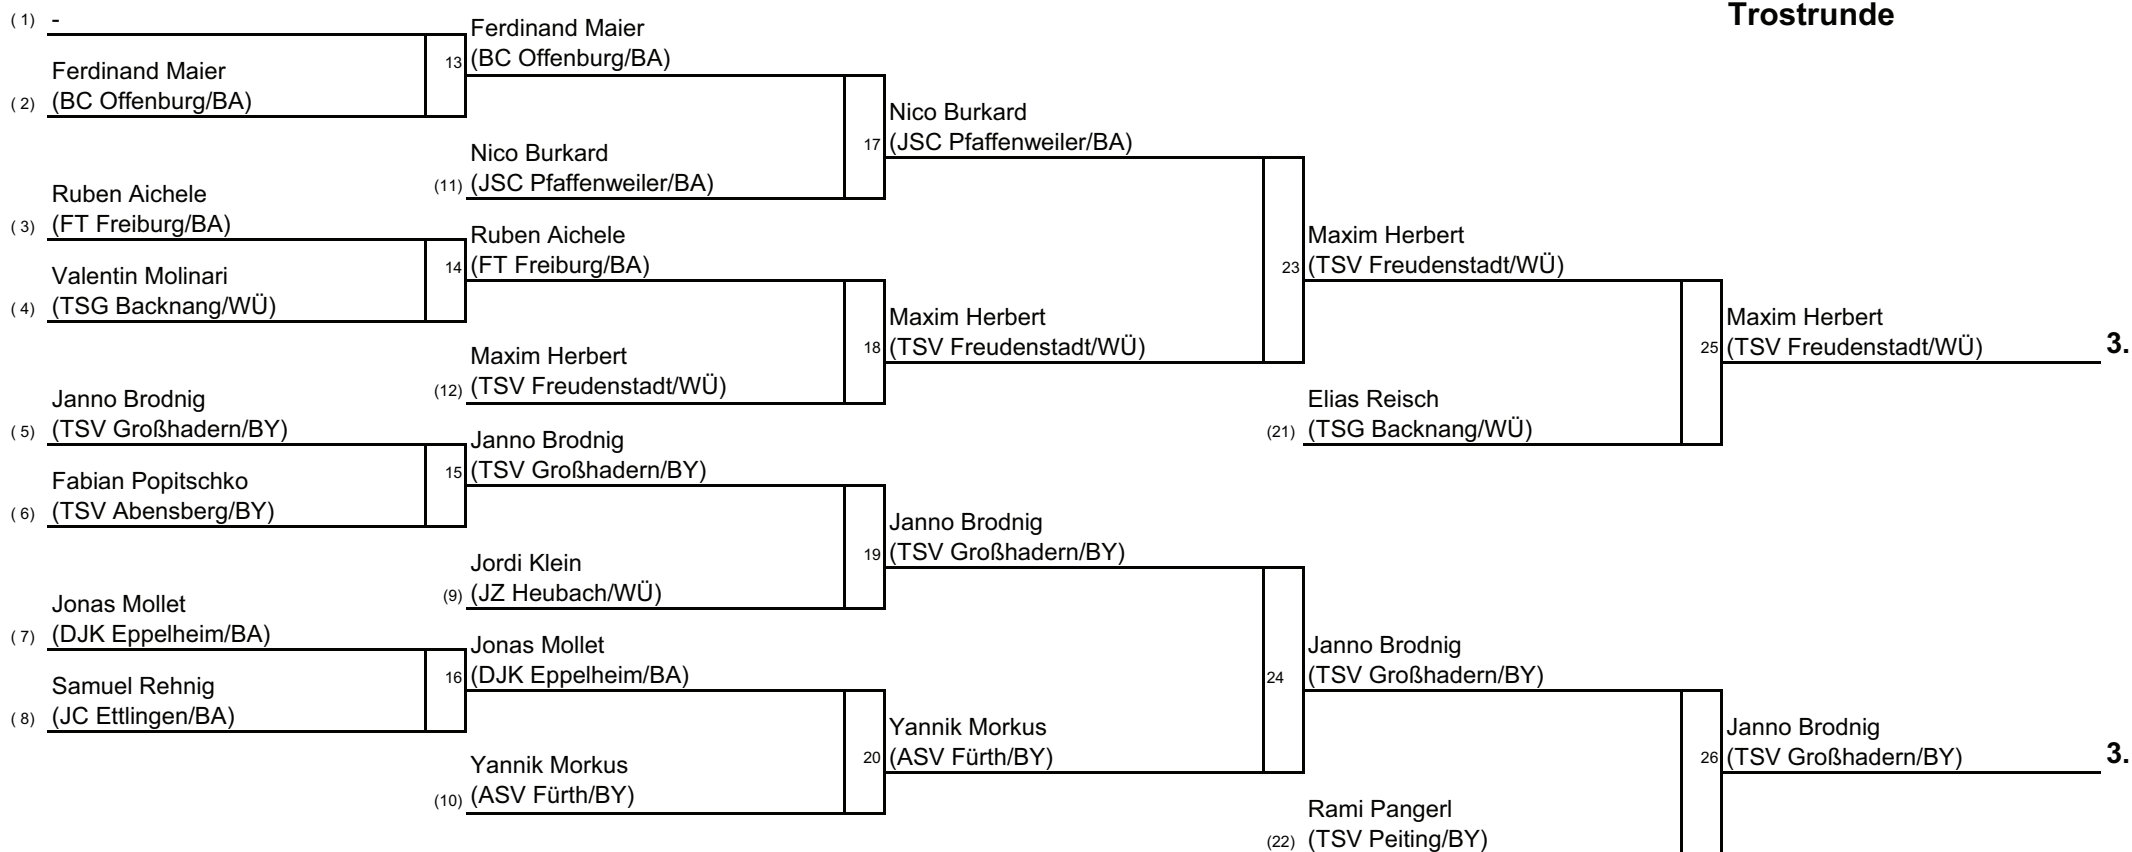 Trostrunde
( 1) -
Ferdinand Maier
( 2) (BC Offenburg/BA)
Ruben Aichele
( 3) (FT Freiburg/BA)
Valentin Molinari
( 4) (TSG Backnang/WÜ)
Janno Brodnig
( 5) (TSV Großhadern/BY)
Fabian Popitschko
( 6) (TSV Abensberg/BY)
Jonas Mollet
( 7) (DJK Eppelheim/BA)
Samuel Rehnig
( 8) (JC Ettlingen/BA)
Ferdinand Maier
13 (BC Offenburg/BA)
Nico Burkard
(11) (JSC Pfaffenweiler/BA)
Ruben Aichele
14 (FT Freiburg/BA)
Maxim Herbert
(12) (TSV Freudenstadt/WÜ)
Janno Brodnig
15 (TSV Großhadern/BY)
Jordi Klein
(9) (JZ Heubach/WÜ)
Jonas Mollet
16 (DJK Eppelheim/BA)
Yannik Morkus
(10) (ASV Fürth/BY)
Nico Burkard
17 (JSC Pfaffenweiler/BA)
Maxim Herbert
18 (TSV Freudenstadt/WÜ)
Janno Brodnig
19 (TSV Großhadern/BY)
Yannik Morkus
20 (ASV Fürth/BY)
Maxim Herbert
23 (TSV Freudenstadt/WÜ)
Elias Reisch
(21) (TSG Backnang/WÜ)
Janno Brodnig
24 (TSV Großhadern/BY)
Rami Pangerl
(22) (TSV Peiting/BY)
Maxim Herbert
25 (TSV Freudenstadt/WÜ) 3.
Janno Brodnig
26 (TSV Großhadern/BY) 3.